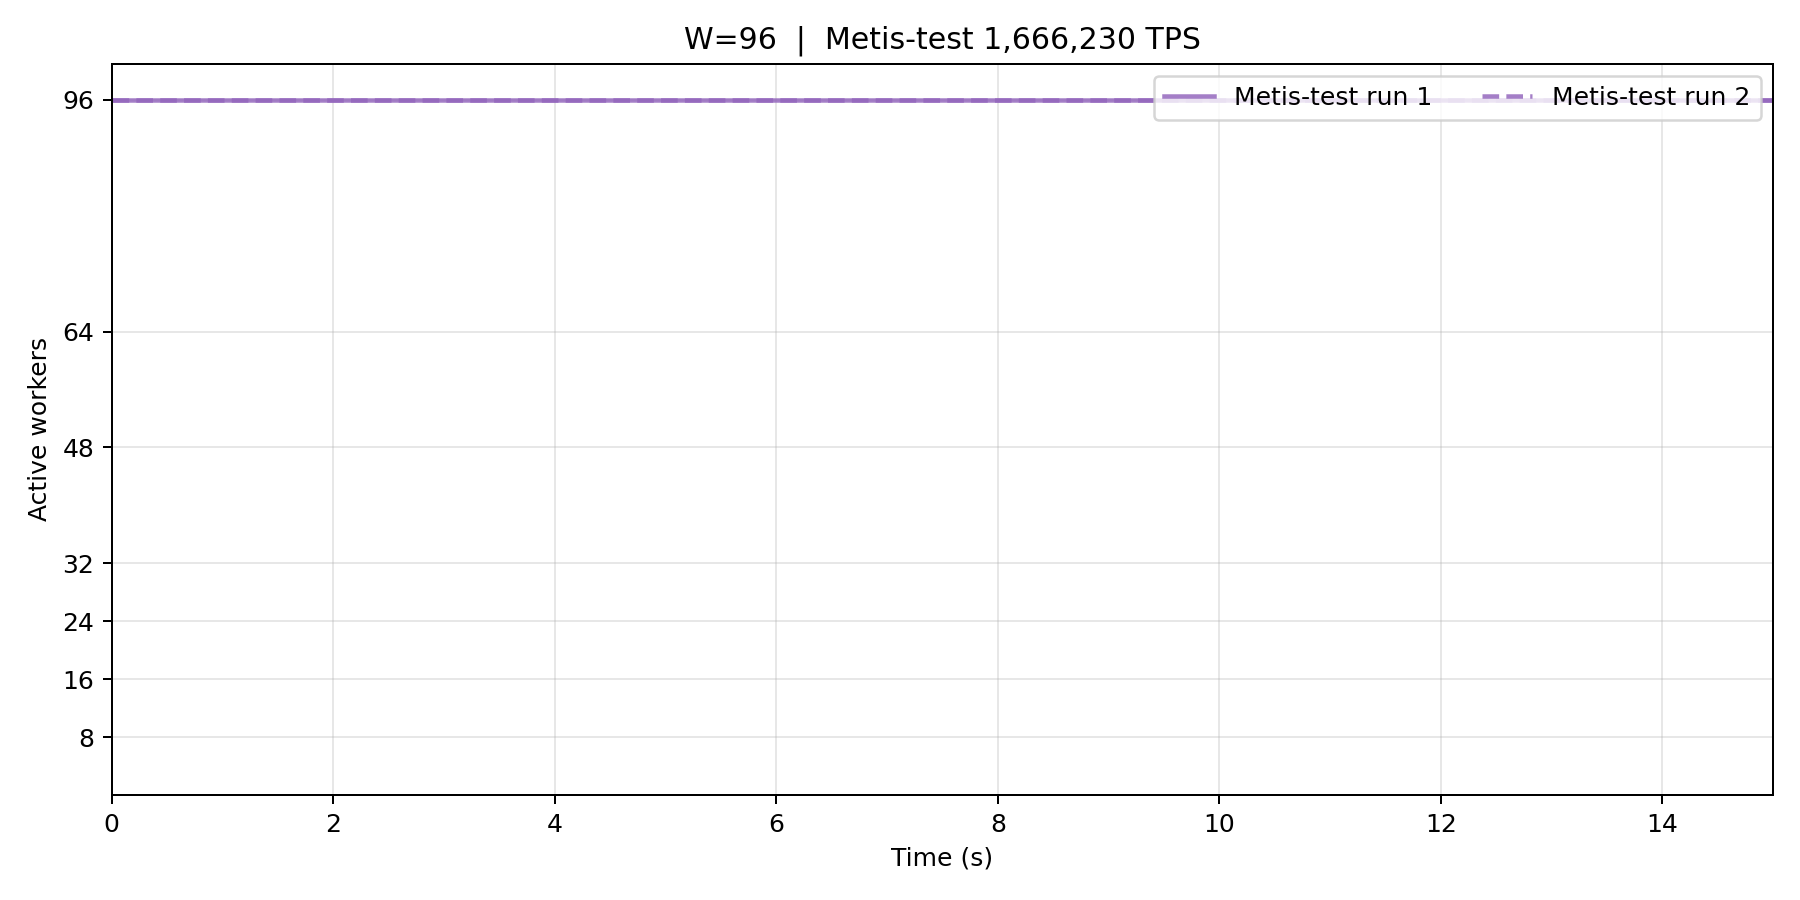 W=96 | Metis-test 1,666,230 TPS
Metis-test run 1 Metis-test run 2
Active workers
96
64
48
32
24
16
8
0 2 4 6 8 10 12 14
Time (s)